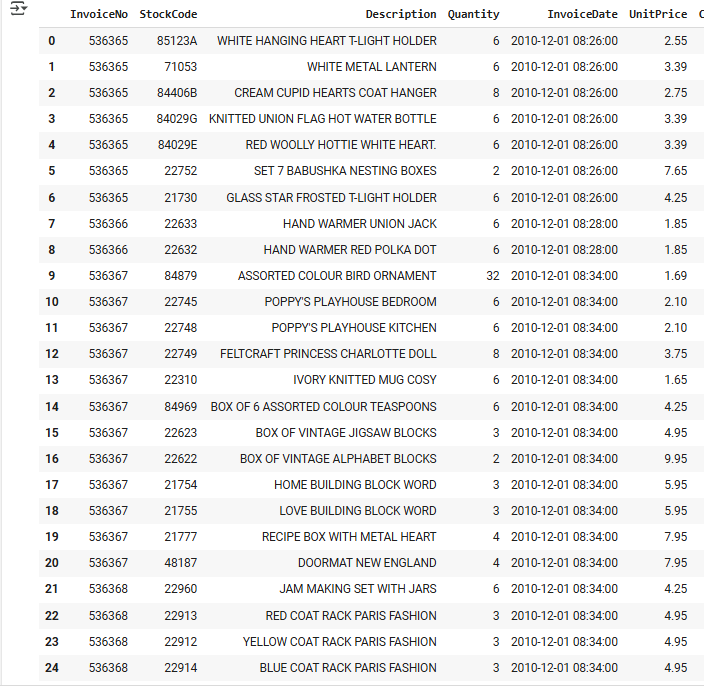 InvoiceNo StockCode Description Quantity InvoiceDate UnitPrice C
0 536365 85123A WHITE HANGING HEART T-LIGHT HOLDER 6 2010-12-01 08:26:00 2.55
1 536365 71053 WHITE METAL LANTERN 6 2010-12-01 08:26:00 3.39
2 536365 84406B CREAM CUPID HEARTS COAT HANGER 8 2010-12-01 08:26:00 2.75
3 536365 84029G KNITTED UNION FLAG HOT WATER BOTTLE 6 2010-12-01 08:26:00 3.39
4 536365 84029E RED WOOLLY HOTTIE WHITE HEART. 6 2010-12-01 08:26:00 3.39
5 536365 22752 SET 7 BABUSHKA NESTING BOXES 2 2010-12-01 08:26:00 7.65
6 536365 21730 GLASS STAR FROSTED T-LIGHT HOLDER 6 2010-12-01 08:26:00 4.25
7 536366 22633 HAND WARMER UNION JACK 6 2010-12-01 08:28:00 1.85
8 536366 22632 HAND WARMER RED POLKA DOT 6 2010-12-01 08:28:00 1.85
9 536367 84879 ASSORTED COLOUR BIRD ORNAMENT 32 2010-12-01 08:34:00 1.69
10 536367 22745 POPPY'S PLAYHOUSE BEDROOM 6 2010-12-01 08:34:00 2.10
11 536367 22748 POPPY'S PLAYHOUSE KITCHEN 6 2010-12-01 08:34:00 2.10
12 536367 22749 FELTCRAFT PRINCESS CHARLOTTE DOLL 8 2010-12-01 08:34:00 3.75
13 536367 22310 IVORY KNITTED MUG COSY 6 2010-12-01 08:34:00 1.65
14 536367 84969 BOX OF 6 ASSORTED COLOUR TEASPOONS 6 2010-12-01 08:34:00 4.25
15 536367 22623 BOX OF VINTAGE JIGSAW BLOCKS 3 2010-12-01 08:34:00 4.95
16 536367 22622 BOX OF VINTAGE ALPHABET BLOCKS 2 2010-12-01 08:34:00 9.95
17 536367 21754 HOME BUILDING BLOCK WORD 3 2010-12-01 08:34:00 5.95
18 536367 21755 LOVE BUILDING BLOCK WORD 3 2010-12-01 08:34:00 5.95
19 536367 21777 RECIPE BOX WITH METAL HEART 4 2010-12-01 08:34:00 7.95
20 536367 48187 DOORMAT NEW ENGLAND 4 2010-12-01 08:34:00 7.95
21 536368 22960 JAM MAKING SET WITH JARS 6 2010-12-01 08:34:00 4.25
22 536368 22913 RED COAT RACK PARIS FASHION 3 2010-12-01 08:34:00 4.95
23 536368 22912 YELLOW COAT RACK PARIS FASHION 3 2010-12-01 08:34:00 4.95
24 536368 22914 BLUE COAT RACK PARIS FASHION 3 2010-12-01 08:34:00 4.95